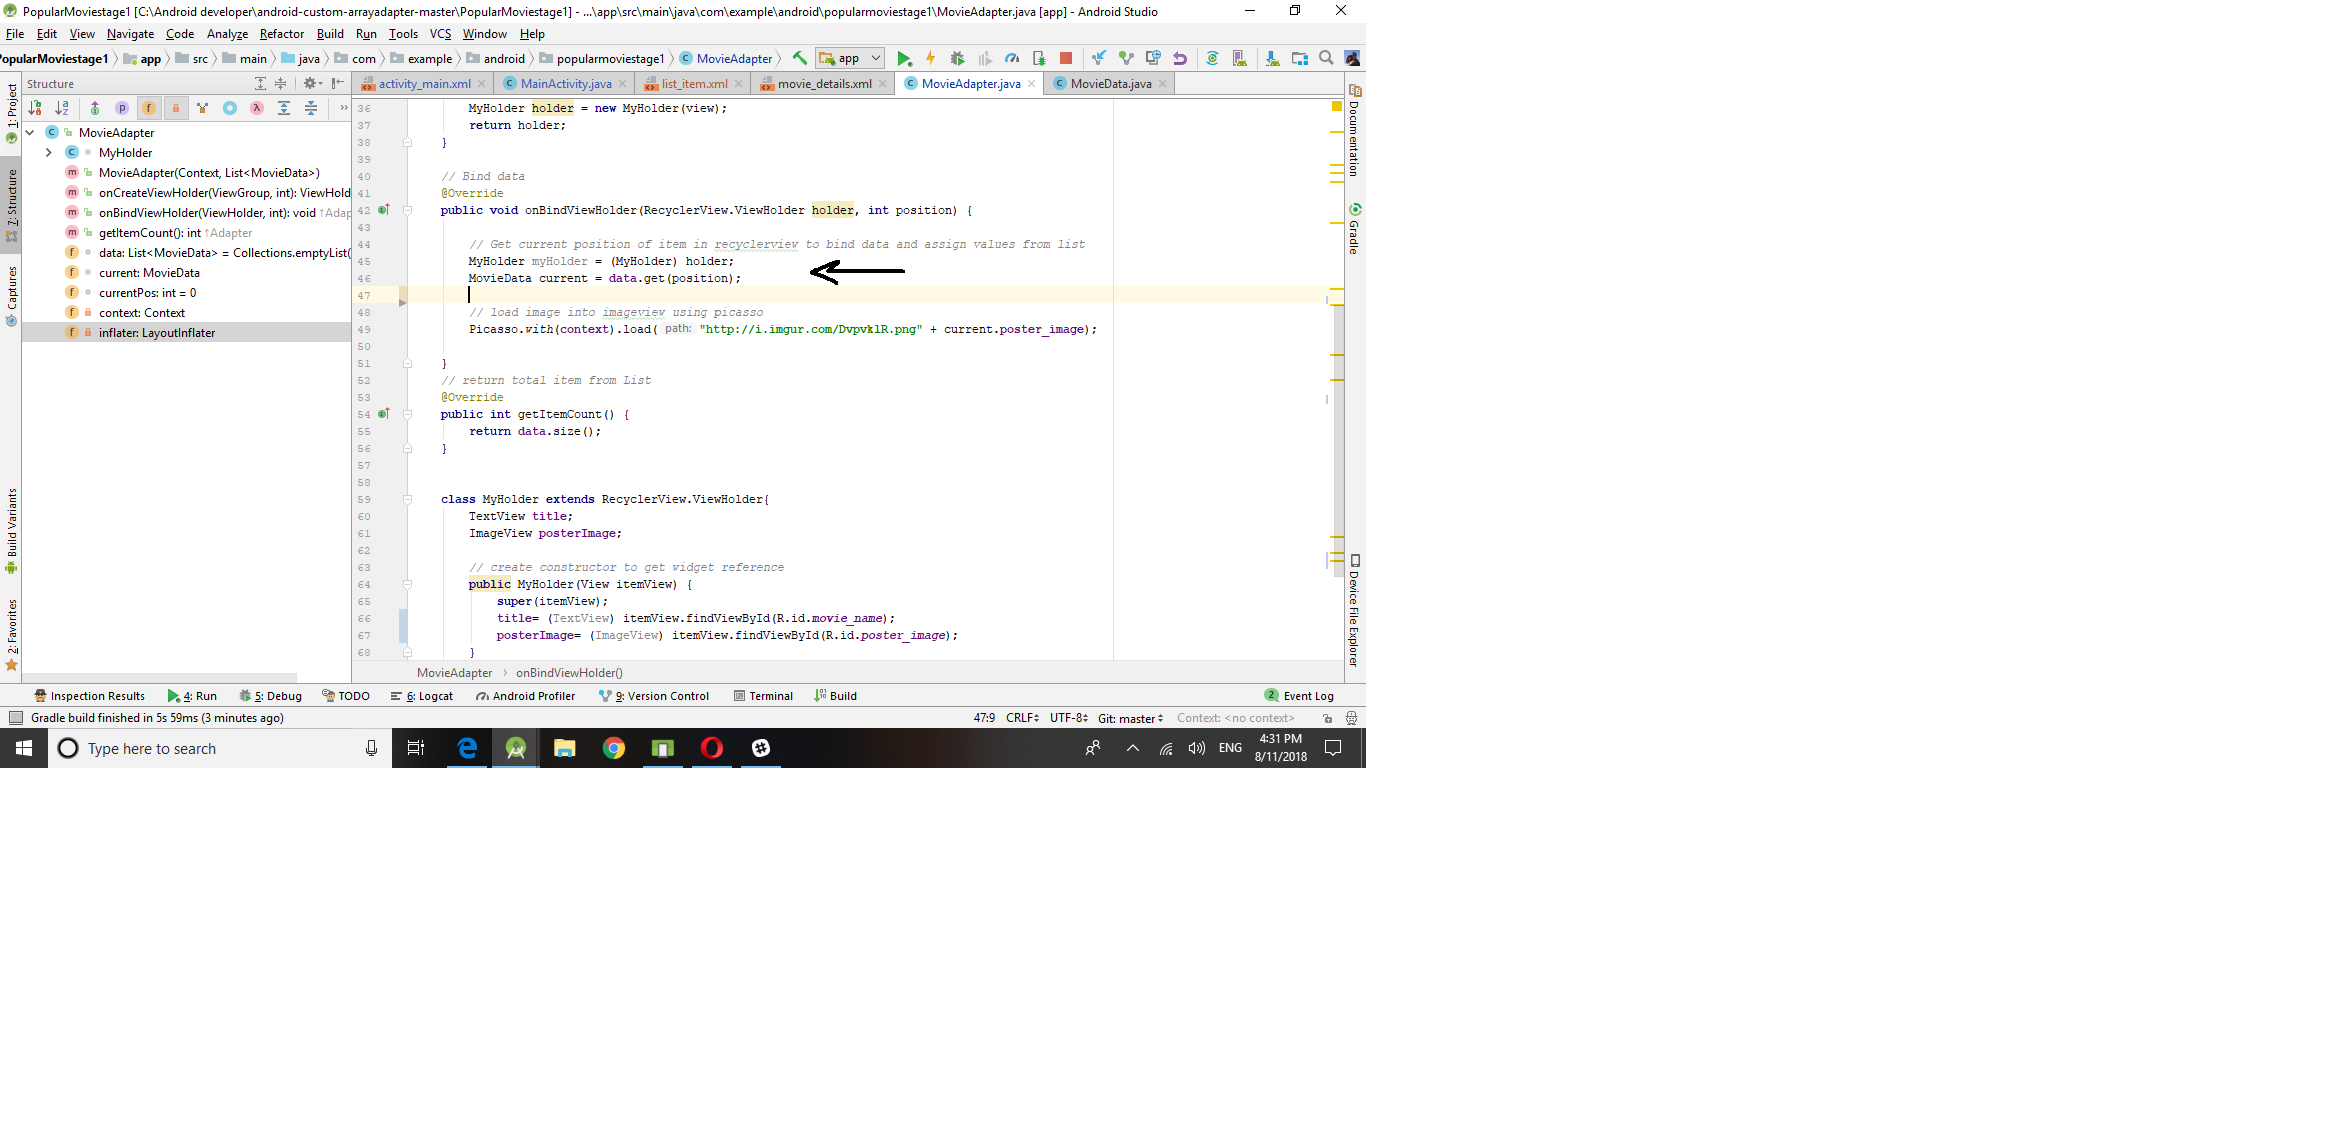 PopularMoviestage1 [C:\Android developer\android-custom-arrayadapter-master\PopularMoviestage1] - ...\app\src\main\java\com\example\android\popularmoviestage1\MovieAdapter.java [app] - Android Studio
File Edit View Navigate Code Analyze Refactor Build Run Tools VCS Window Help
PopularMoviestage1 app src main java com example android popularmoviestage1 MovieAdapter app
Structure
activity_main.xml MainActivity.java list_item.xml movie_details.xml MovieAdapter.java MovieData.java
1: Project
7: Structure
Captures
Build Variants
2: Favorites
MovieAdapter
MyHolder
MovieAdapter(Context, List<MovieData>)
onCreateViewHolder(ViewGroup, int): ViewHold
onBindViewHolder(ViewHolder, int): void ↑Adap
getItemCount(): int ↑Adapter
data: List<MovieData> = Collections.emptyList(
current: MovieData
currentPos: int = 0
context: Context
inflater: LayoutInflater
36 MyHolder holder = new MyHolder(view);
37 return holder;
38 }
39
40 // Bind data
41 @Override
42 public void onBindViewHolder(RecyclerView.ViewHolder holder, int position) {
43
44 // Get current position of item in recyclerview to bind data and assign values from list
45 MyHolder myHolder = (MyHolder) holder;
46 MovieData current = data.get(position);
47
48 // load image into imageview using picasso
49 Picasso.with(context).load( path: "http://i.imgur.com/DvpvklR.png" + current.poster_image);
50
51 }
52 // return total item from List
53 @Override
54 public int getItemCount() {
55 return data.size();
56 }
57
58
59 class MyHolder extends RecyclerView.ViewHolder{
60 TextView title;
61 ImageView posterImage;
62
63 // create constructor to get widget reference
64 public MyHolder(View itemView) {
65 super(itemView);
66 title= (TextView) itemView.findViewById(R.id.movie_name);
67 posterImage= (ImageView) itemView.findViewById(R.id.poster_image);
68 }
MovieAdapter › onBindViewHolder()
Documentation
Gradle
Device File Explorer
Inspection Results 4: Run 5: Debug TODO 6: Logcat Android Profiler 9: Version Control Terminal Build 2 Event Log
Gradle build finished in 5s 59ms (3 minutes ago) 47:9 CRLF UTF-8 Git: master Context: <no context>
Type here to search ENG 4:31 PM
8/11/2018